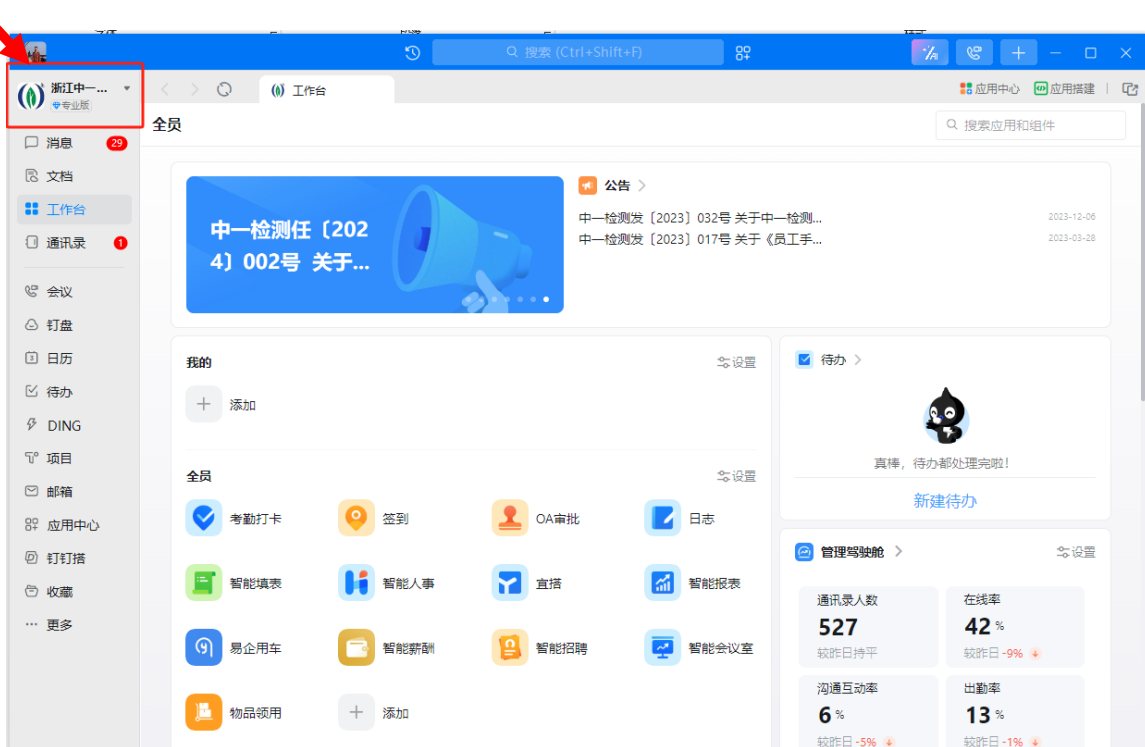 搜索 (Ctrl+Shift+F)
浙江中一...
专业版
工作台
应用中心
应用搭建
全员
搜索应用和组件
消息
29
文档
工作台
通讯录
1
会议
钉盘
日历
待办
DING
项目
邮箱
应用中心
钉钉搭
收藏
更多
中一检测任〔202
4〕002号 关于...
公告
中一检测发〔2023〕032号 关于中一检测...
2023-12-06
中一检测发〔2023〕017号 关于《员工手...
2023-03-28
我的
设置
添加
全员
设置
考勤打卡
签到
OA审批
日志
智能填表
智能人事
宜搭
智能报表
易企用车
智能薪酬
智能招聘
智能会议室
物品领用
添加
待办
真棒，待办都处理完啦！
新建待办
管理驾驶舱
设置
通讯录人数
527
较昨日持平
在线率
42 %
较昨日 -9%
沟通互动率
6 %
较昨日 -5%
出勤率
13 %
较昨日 -1%